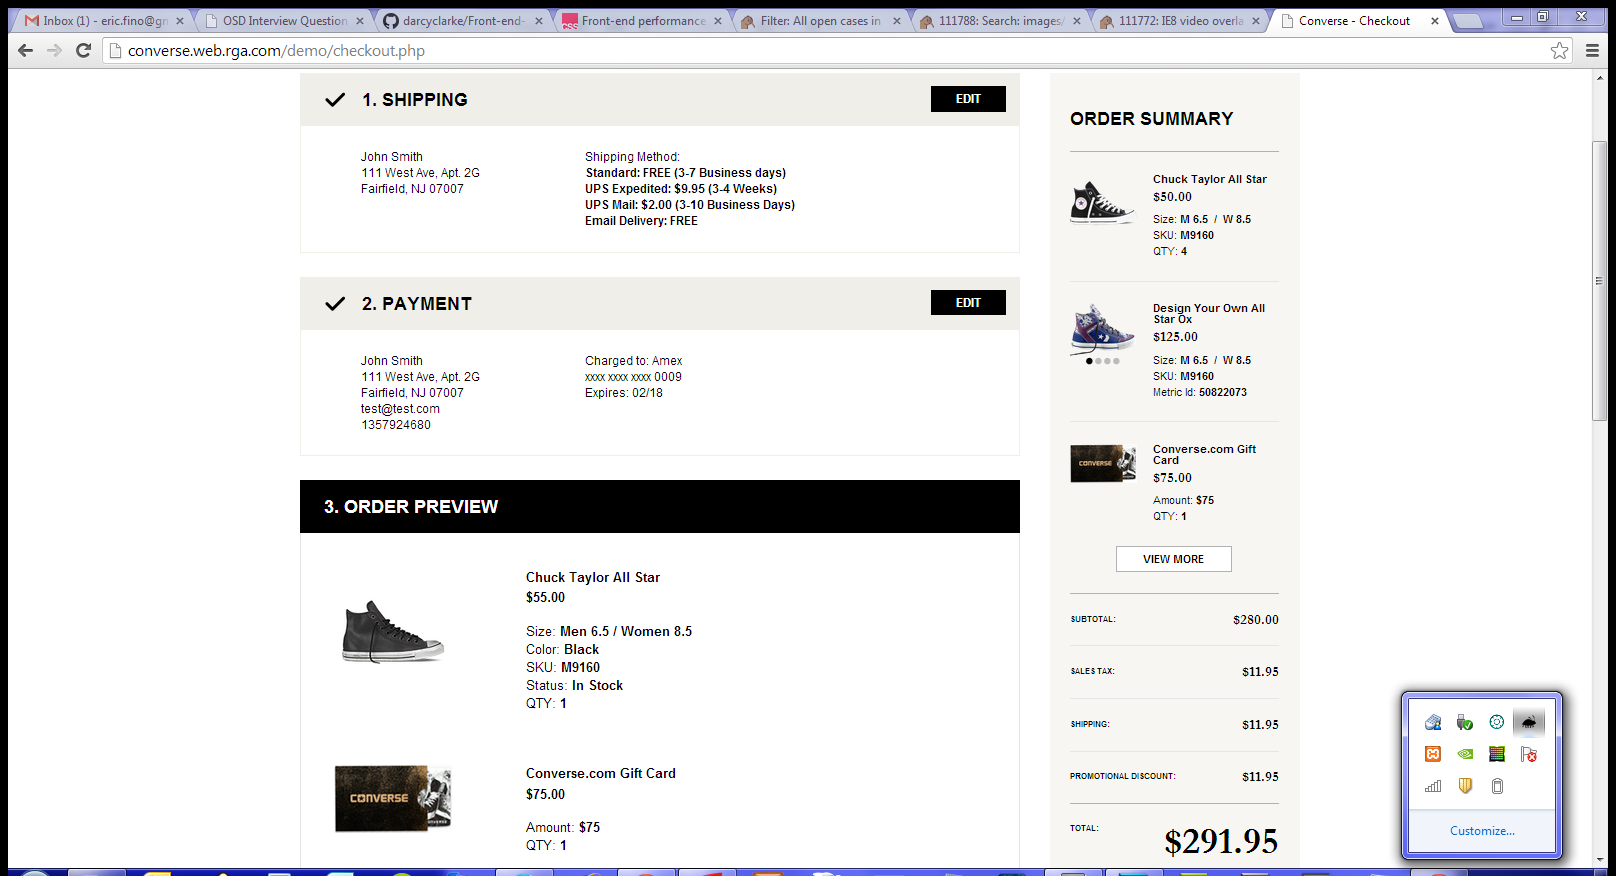 Inbox (1) - eric.fino@gm
OSD Interview Question
darcyclarke/Front-end-
Front-end performance
Filter: All open cases in
111788: Search: images/
111772: IE8 video overla
Converse - Checkout
converse.web.rga.com/demo/checkout.php
1. SHIPPING
EDIT
John Smith
111 West Ave, Apt. 2G
Fairfield, NJ 07007
Shipping Method:
Standard: FREE (3-7 Business days)
UPS Expedited: $9.95 (3-4 Weeks)
UPS Mail: $2.00 (3-10 Business Days)
Email Delivery: FREE
2. PAYMENT
EDIT
John Smith
111 West Ave, Apt. 2G
Fairfield, NJ 07007
test@test.com
1357924680
Charged to: Amex
xxxx xxxx xxxx 0009
Expires: 02/18
3. ORDER PREVIEW
Chuck Taylor All Star
$55.00
Size: Men 6.5 / Women 8.5
Color: Black
SKU: M9160
Status: In Stock
QTY: 1
CONVERSE
Converse.com Gift Card
$75.00
Amount: $75
QTY: 1
ORDER SUMMARY
Chuck Taylor All Star
$50.00
Size: M 6.5 / W 8.5
SKU: M9160
QTY: 4
Design Your Own All
Star Ox
$125.00
Size: M 6.5 / W 8.5
SKU: M9160
Metric Id: 50822073
CONVERSE
Converse.com Gift
Card
$75.00
Amount: $75
QTY: 1
VIEW MORE
SUBTOTAL: $280.00
SALES TAX: $11.95
SHIPPING: $11.95
PROMOTIONAL DISCOUNT: $11.95
TOTAL: $291.95
Customize...